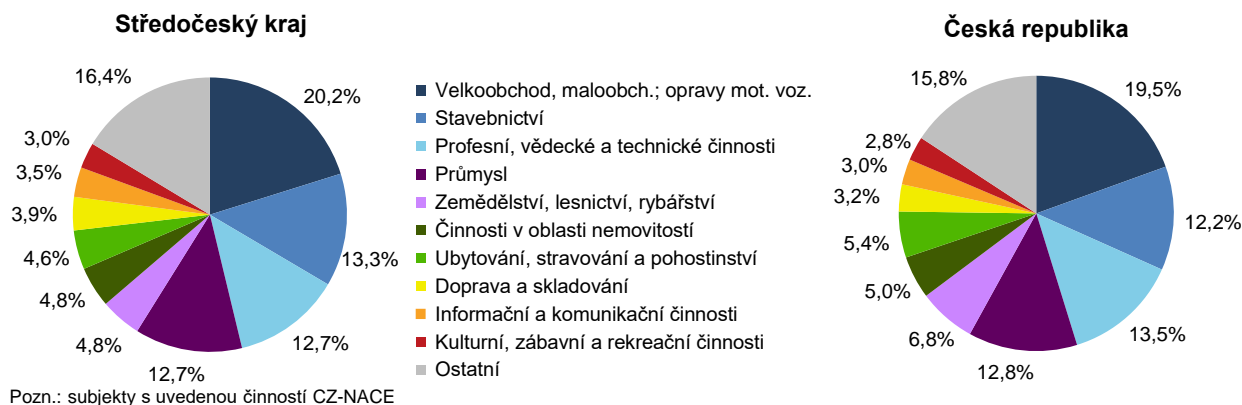 Středočeský kraj
20,2%
13,3%
12,7%
12,7%
4,8%
4,8%
4,6%
3,9%
3,5%
3,0%
16,4%
Velkoobchod, maloobch.; opravy mot. voz.
Stavebnictví
Profesní, vědecké a technické činnosti
Průmysl
Zemědělství, lesnictví, rybářství
Činnosti v oblasti nemovitostí
Ubytování, stravování a pohostinství
Doprava a skladování
Informační a komunikační činnosti
Kulturní, zábavní a rekreační činnosti
Ostatní
Česká republika
19,5%
12,2%
13,5%
12,8%
6,8%
5,0%
5,4%
3,2%
3,0%
2,8%
15,8%
Pozn.: subjekty s uvedenou činností CZ-NACE